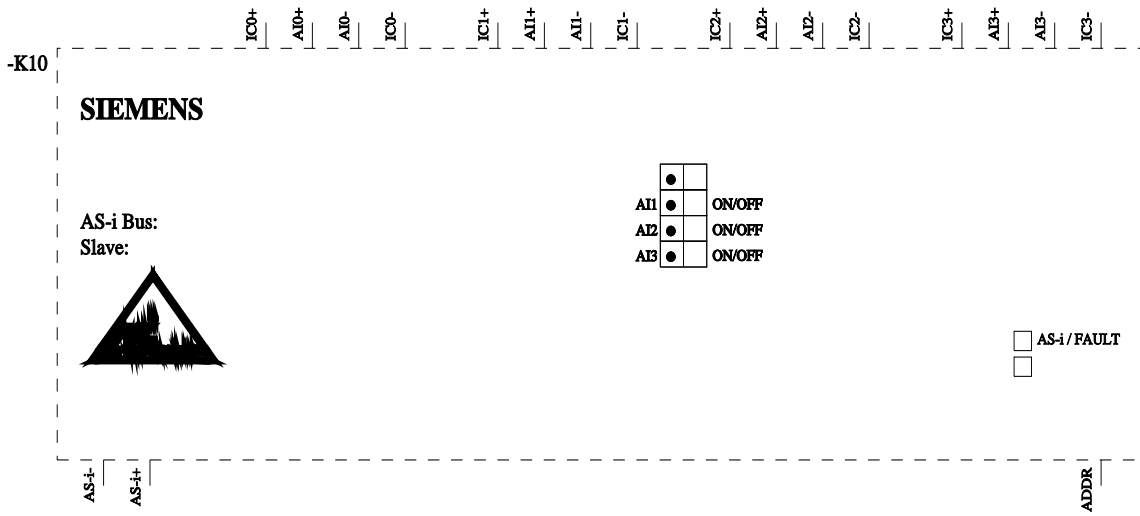 IC0+ AI0+ AI0- IC0- IC1+ AI1+ AI1- IC1- IC2+ AI2+ AI2- IC2- IC3+ AI3+ AI3- IC3-
-K10
SIEMENS
AI1 ON/OFF
AS-i Bus:
AI2 ON/OFF
Slave:
AI3 ON/OFF
AS-i / FAULT
AS-i- AS-i+ ADDR